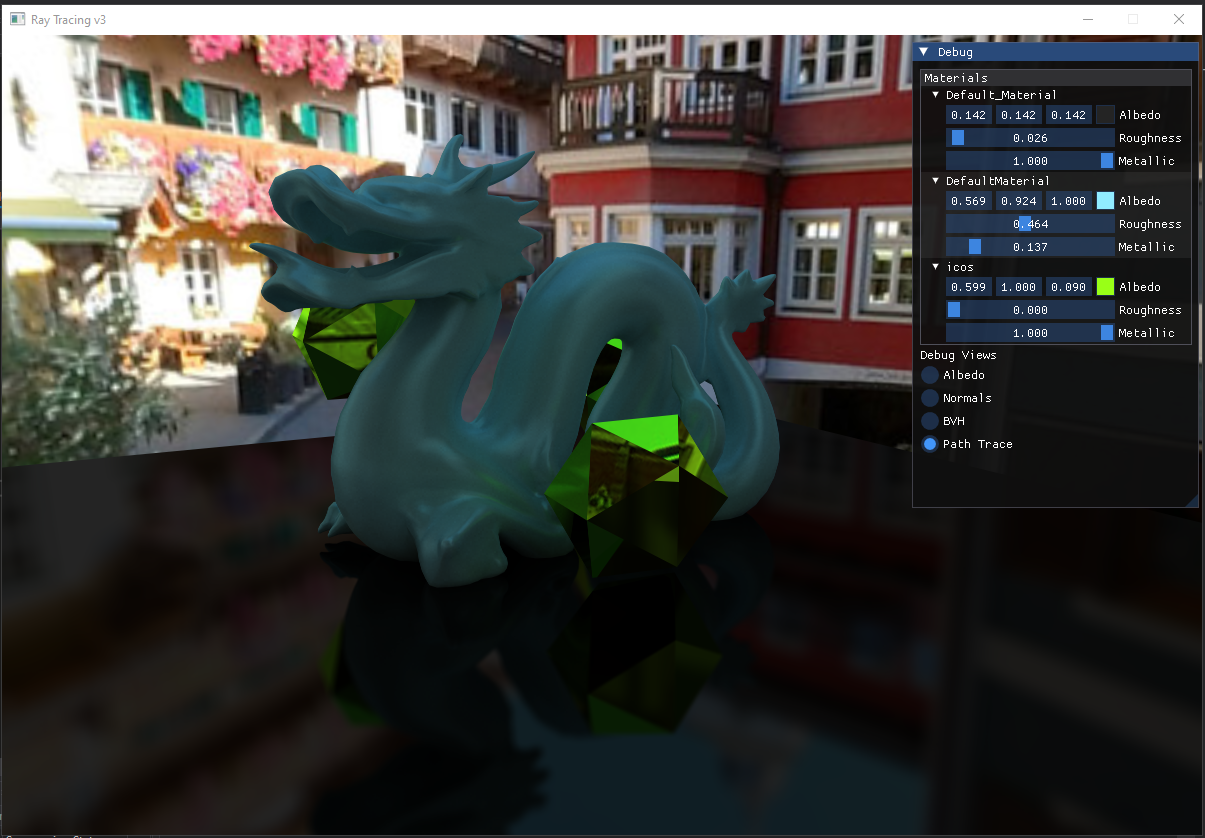 Ray Tracing v3
Debug
Materials
Default_Material
0.142 0.142 0.142 Albedo
0.026 Roughness
1.000 Metallic
DefaultMaterial
0.569 0.924 1.000 Albedo
0.464 Roughness
0.137 Metallic
icos
0.599 1.000 0.090 Albedo
0.000 Roughness
1.000 Metallic
Debug Views
Albedo
Normals
BVH
Path Trace